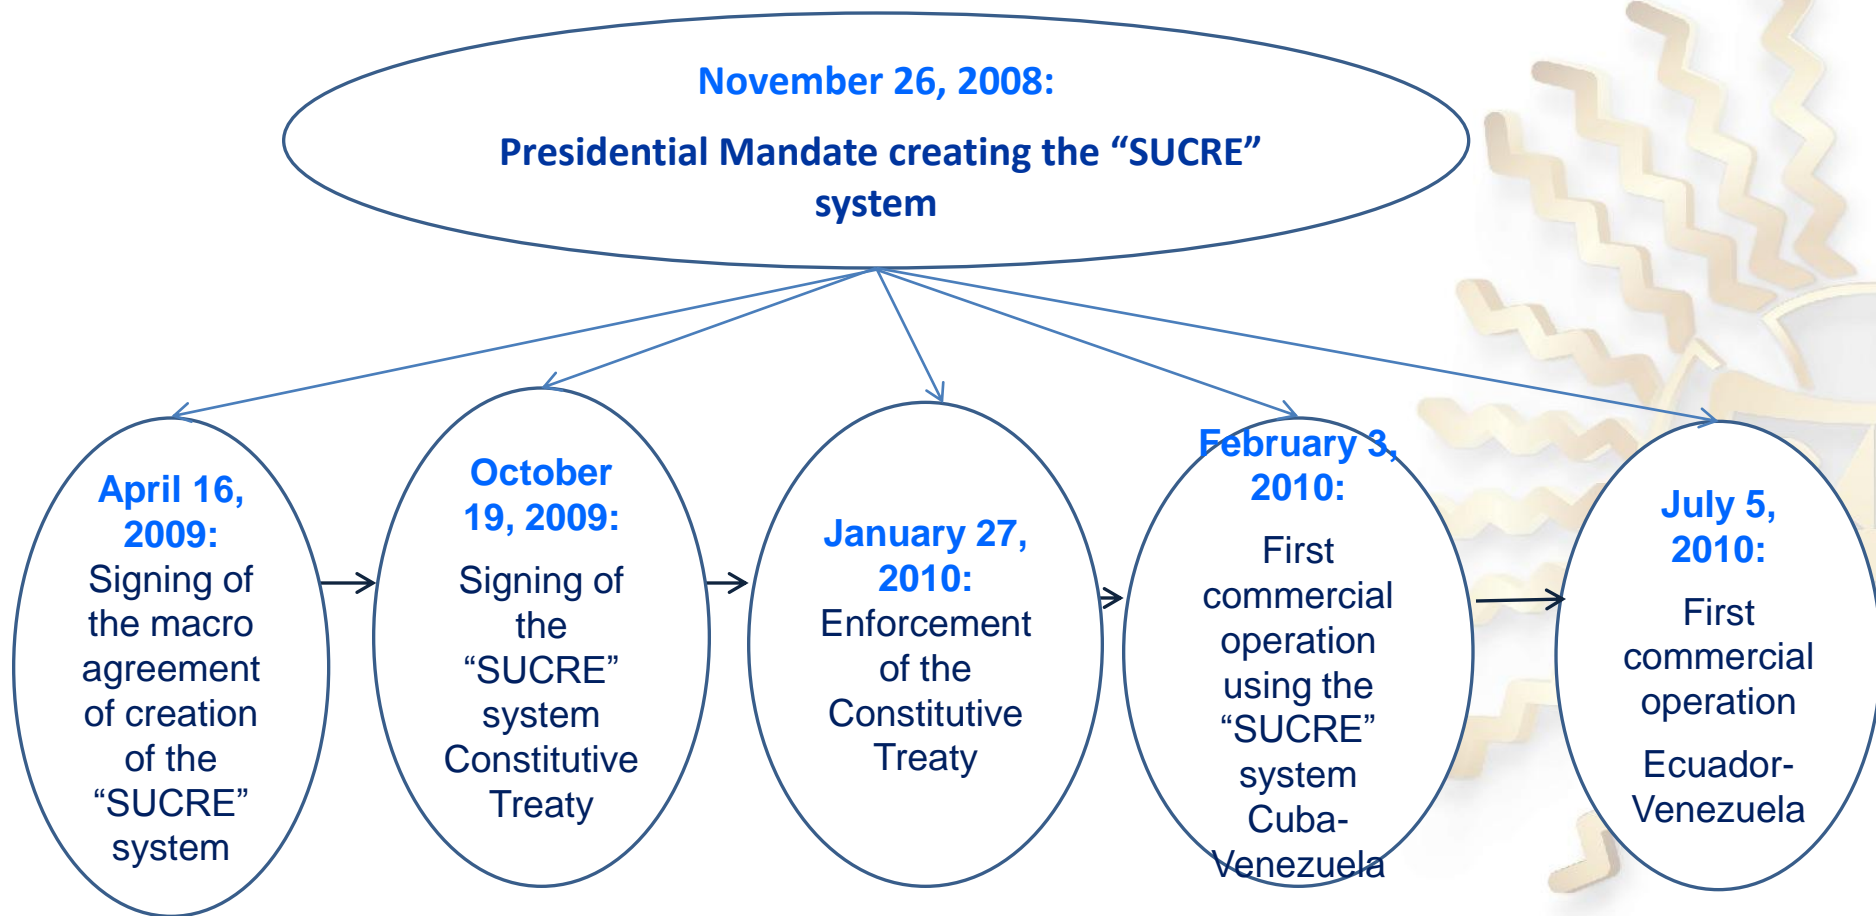 November 26, 2008:
Presidential Mandate creating the “SUCRE”
system
April 16,
2009:
Signing of
the macro
agreement
of creation
of the
“SUCRE”
system
October
19, 2009:
Signing of
the
“SUCRE”
system
Constitutive
Treaty
January 27,
2010:
Enforcement
of the
Constitutive
Treaty
February 3,
2010:
First
commercial
operation
using the
“SUCRE”
system
Cuba-
Venezuela
July 5,
2010:
First
commercial
operation
Ecuador-
Venezuela